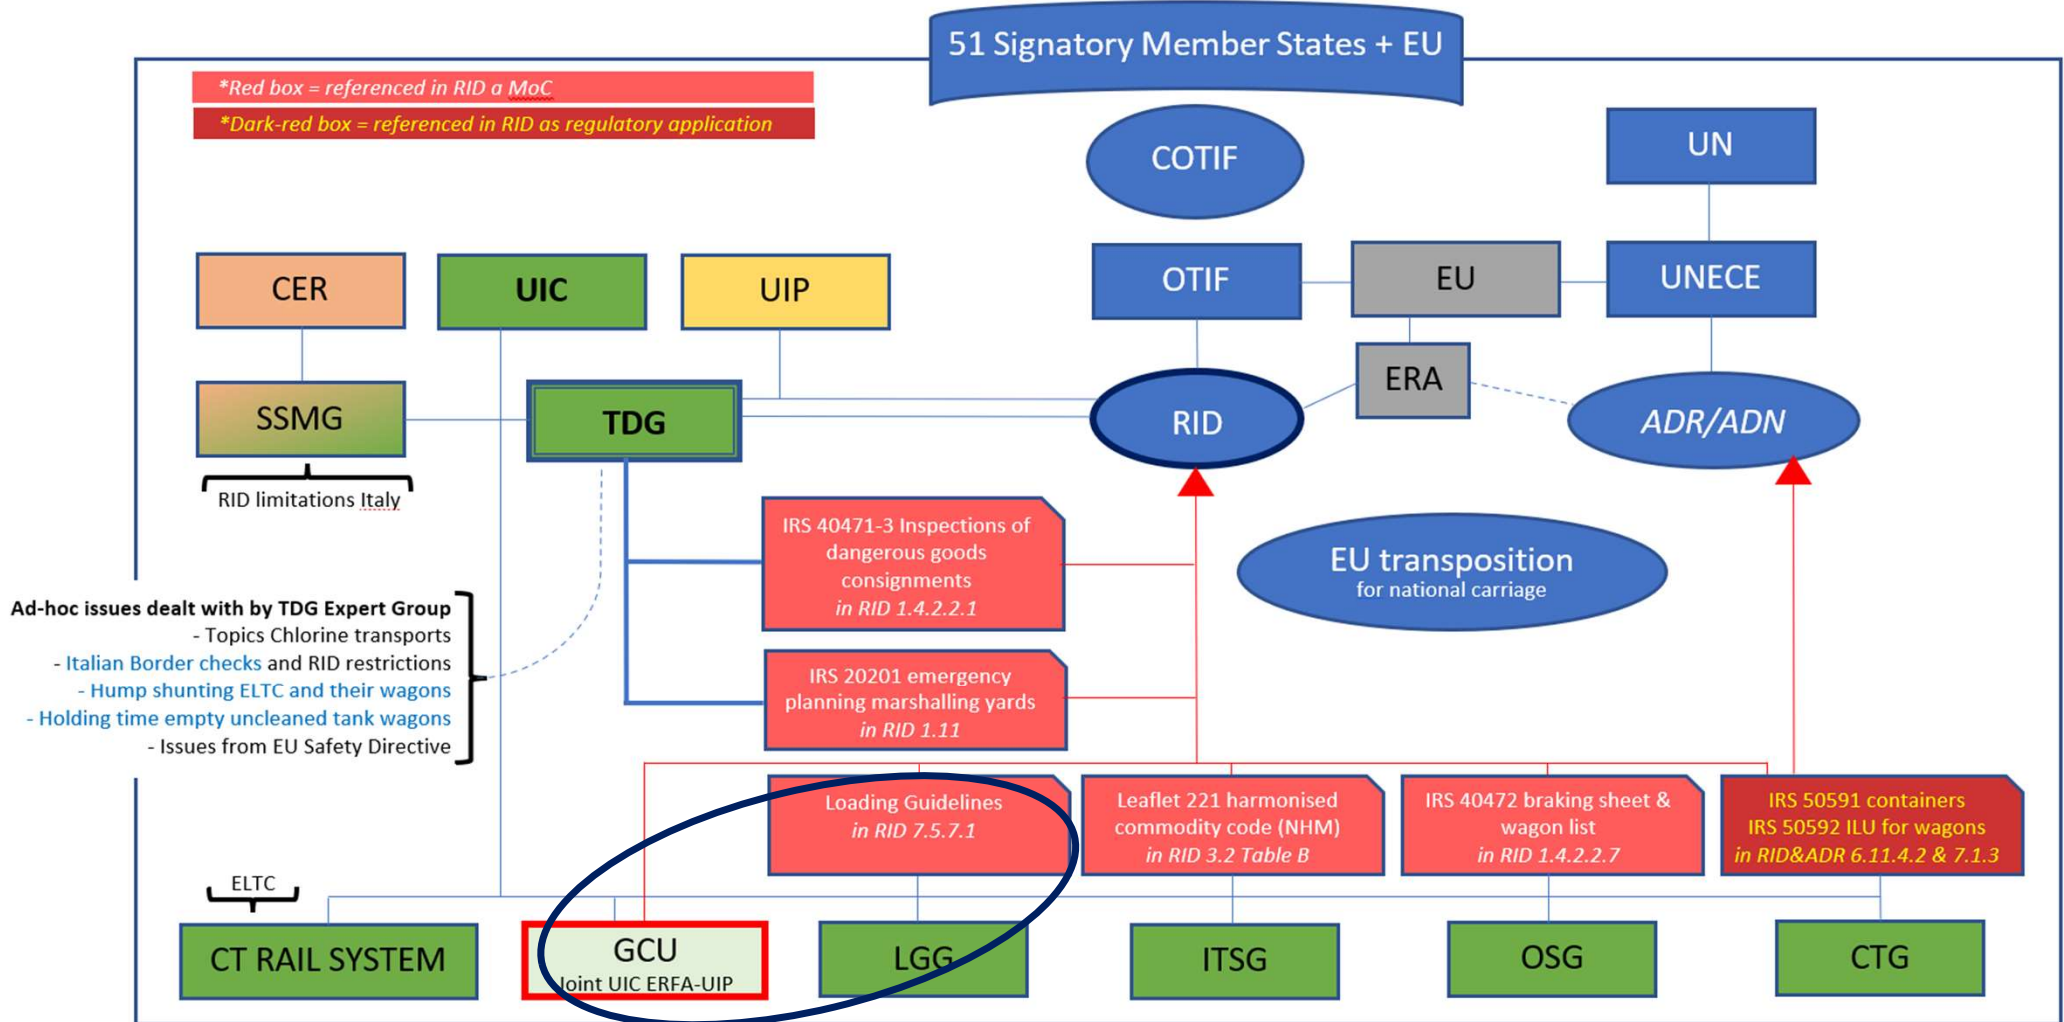 51 Signatory Member States + EU
*Red box = referenced in RID a MoC
*Dark-red box = referenced in RID as regulatory application
COTIF
UN
CER
UIC
UIP
OTIF
EU
UNECE
ERA
SSMG
TDG
RID
ADR/ADN
RID limitations Italy
IRS 40471-3 Inspections of
dangerous goods
consignments
in RID 1.4.2.2.1
EU transposition
for national carriage
Ad-hoc issues dealt with by TDG Expert Group
- Topics Chlorine transports
- Italian Border checks and RID restrictions
- Hump shunting ELTC and their wagons
- Holding time empty uncleaned tank wagons
- Issues from EU Safety Directive
IRS 20201 emergency
planning marshalling yards
in RID 1.11
Loading Guidelines
in RID 7.5.7.1
Leaflet 221 harmonised
commodity code (NHM)
in RID 3.2 Table B
IRS 40472 braking sheet &
wagon list
in RID 1.4.2.2.7
IRS 50591 containers
IRS 50592 ILU for wagons
in RID&ADR 6.11.4.2 & 7.1.3
ELTC
CT RAIL SYSTEM
GCU
Joint UIC ERFA-UIP
LGG
ITSG
OSG
CTG